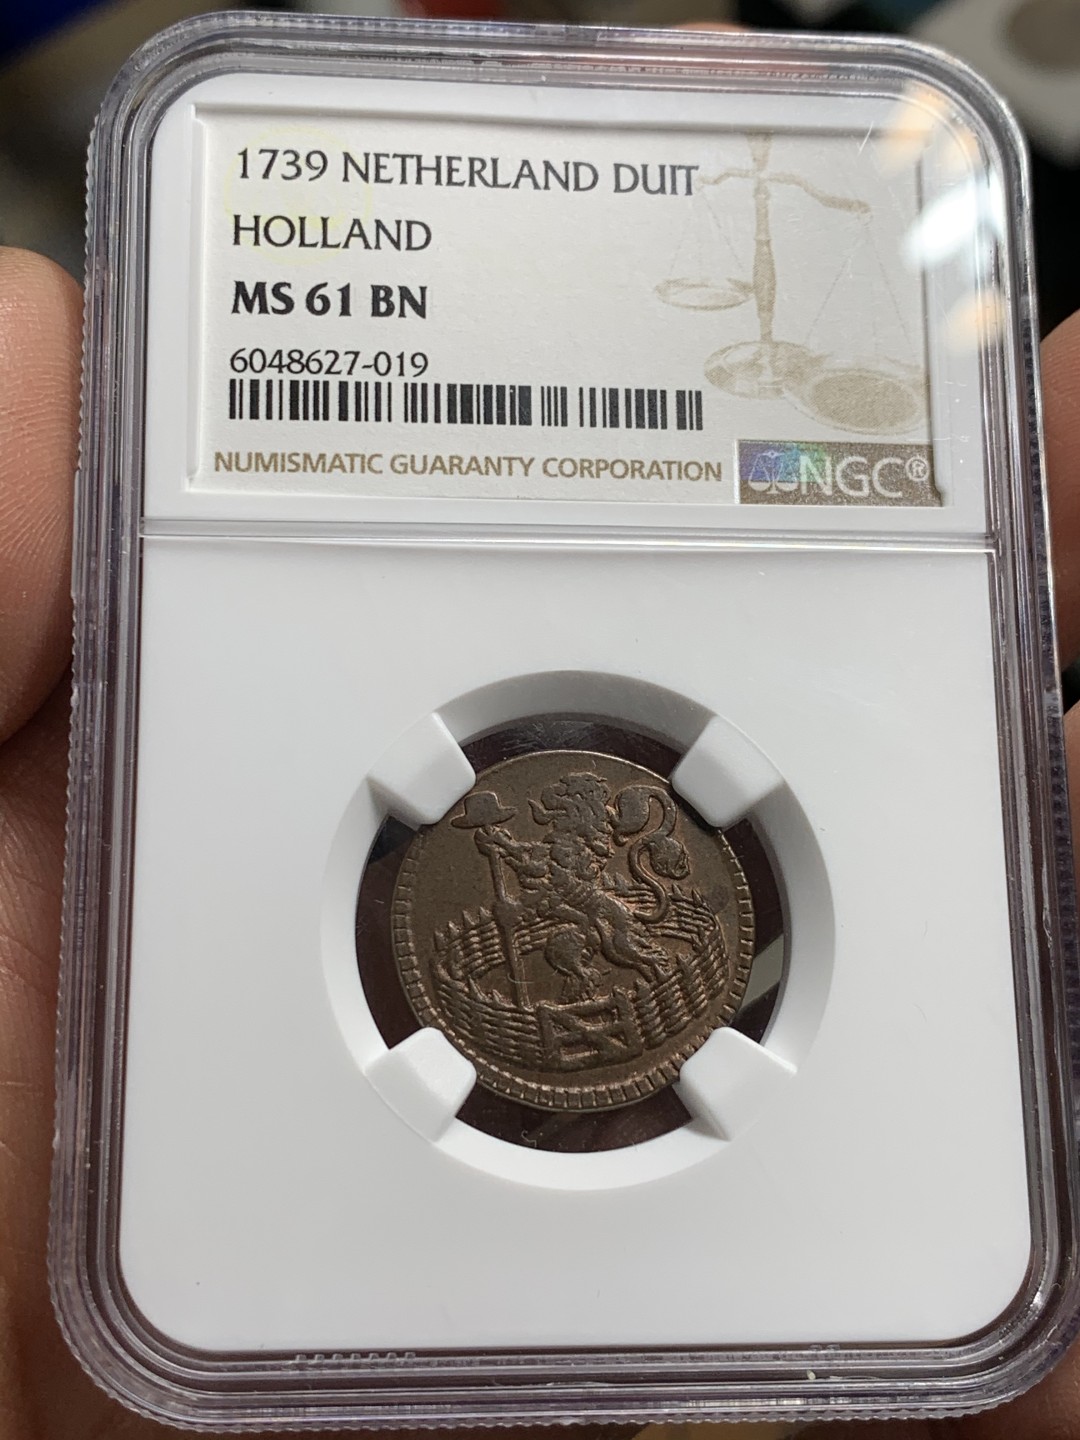 1739 NETHERLAND DUIT
HOLLAND
MS 61 BN
6048627-019
NUMISMATIC GUARANTY CORPORATION
NGC®